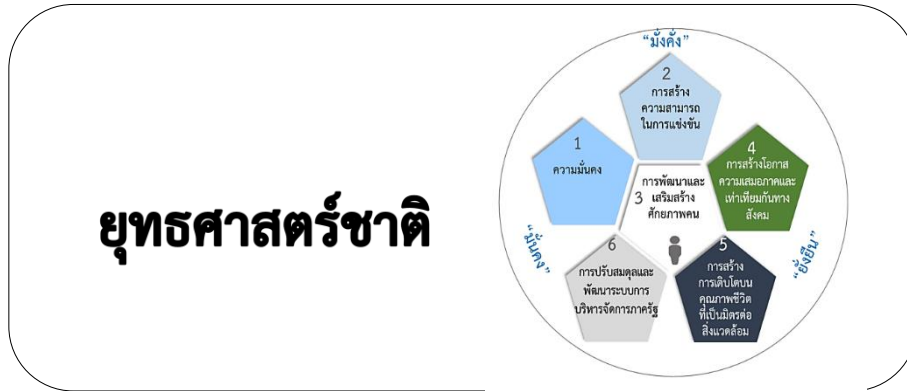 ยุทธศาสตร์ชาติ
“มั่งคั่ง”
2
การสร้าง
ความสามารถ
ในการแข่งขัน
1
ความมั่นคง
4
การสร้างโอกาส
ความเสมอภาคและ
เท่าเทียมกันทาง
สังคม
3
การพัฒนาและ
เสริมสร้าง
ศักยภาพคน
“มั่นคง”
6
การปรับสมดุลและ
พัฒนาระบบการ
บริหารจัดการภาครัฐ
5
การสร้าง
การเติบโตบน
คุณภาพชีวิต
ที่เป็นมิตรต่อ
สิ่งแวดล้อม
“ยั่งยืน”